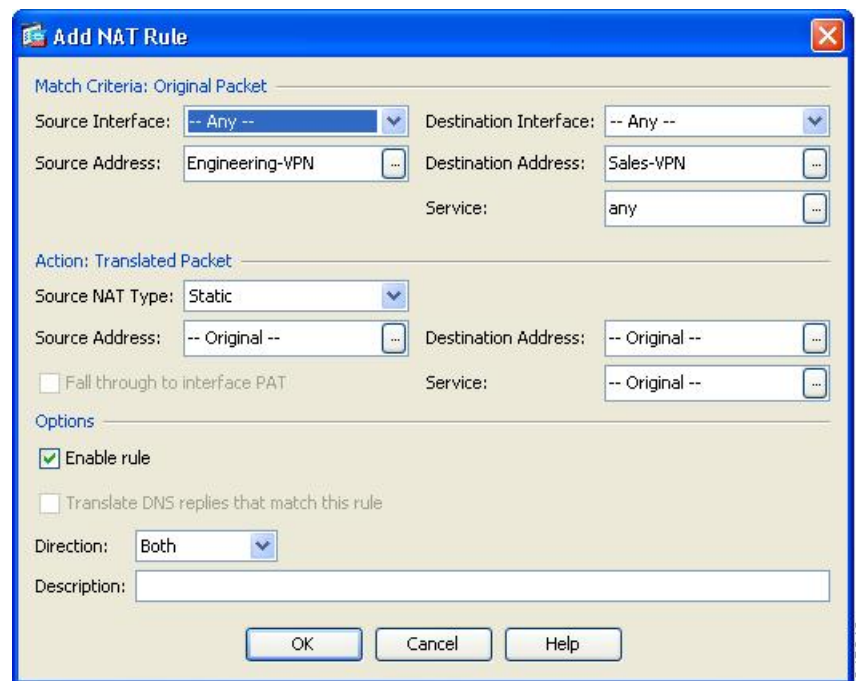 Add NAT Rule
Match Criteria: Original Packet
Source Interface: -- Any -- Destination Interface: -- Any --
Source Address: Engineering-VPN ... Destination Address: Sales-VPN ...
Service: any ...
Action: Translated Packet
Source NAT Type: Static
Source Address: -- Original -- ... Destination Address: -- Original -- ...
Fall through to interface PAT Service: -- Original -- ...
Options
Enable rule
Translate DNS replies that match this rule
Direction: Both
Description:
OK Cancel Help